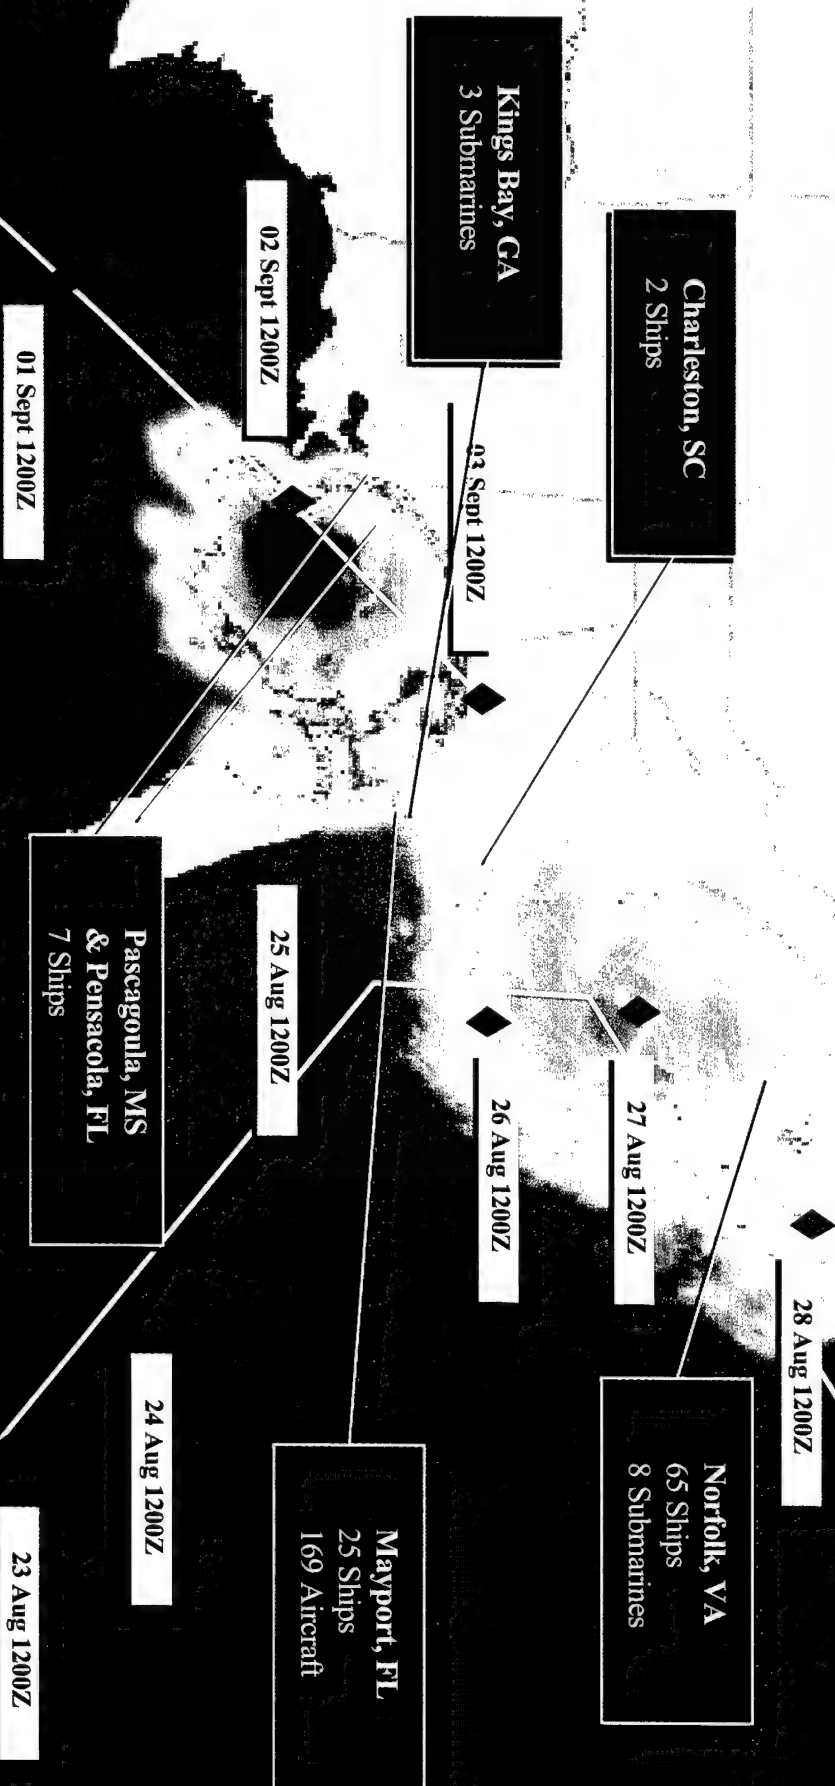 28 Aug 1200Z
Charleston, SC
2 Ships
Norfolk, VA
65 Ships
8 Submarines
27 Aug 1200Z
Kings Bay, GA
3 Submarines
03 Sept 1200Z
26 Aug 1200Z
Mayport, FL
25 Ships
169 Aircraft
02 Sept 1200Z
25 Aug 1200Z
Pascagoula, MS
& Pensacola, FL
7 Ships
24 Aug 1200Z
01 Sept 1200Z
23 Aug 1200Z